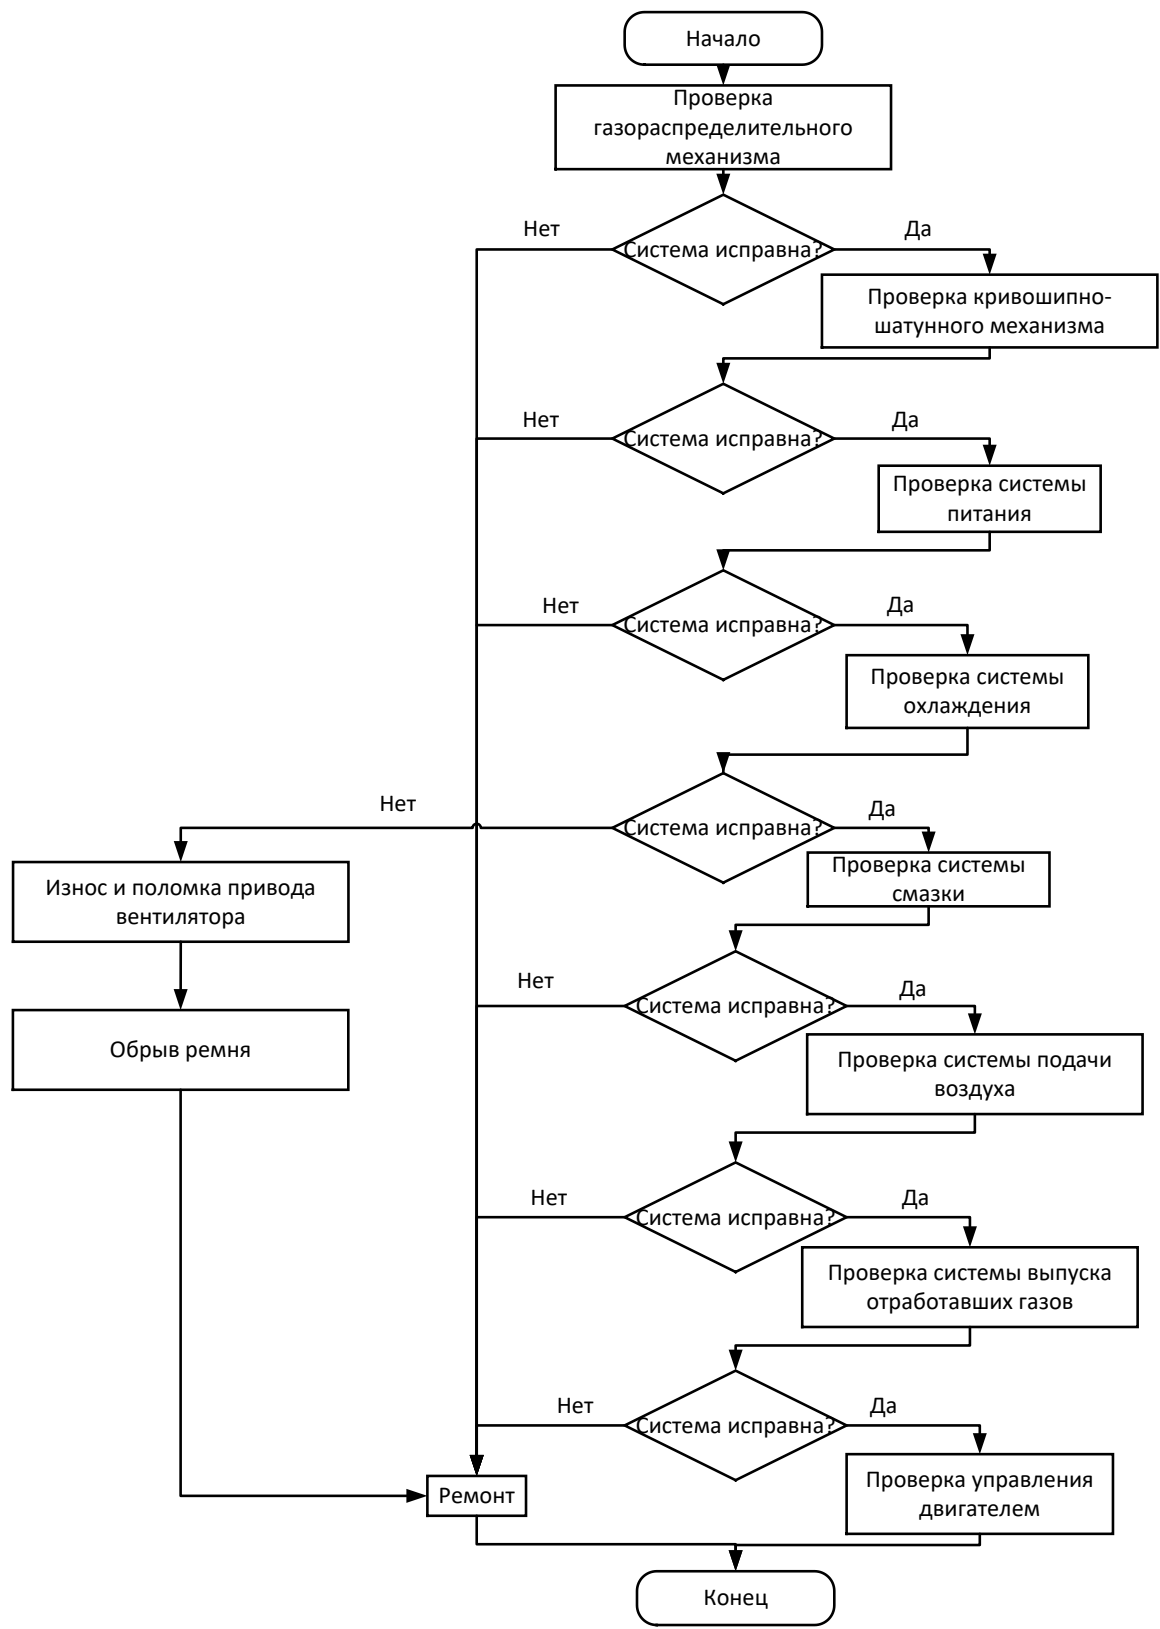 Начало
Проверка
газораспределительного
механизма
Нет
Система исправна?
Да
Проверка кривошипно-
шатунного механизма
Нет
Система исправна?
Да
Проверка системы
питания
Нет
Система исправна?
Да
Проверка системы
охлаждения
Нет
Система исправна?
Да
Проверка системы
смазки
Износ и поломка привода
вентилятора
Нет
Система исправна?
Да
Обрыв ремня
Проверка системы подачи
воздуха
Нет
Система исправна?
Да
Проверка системы выпуска
отработавших газов
Нет
Система исправна?
Да
Проверка управления
двигателем
Ремонт
Конец